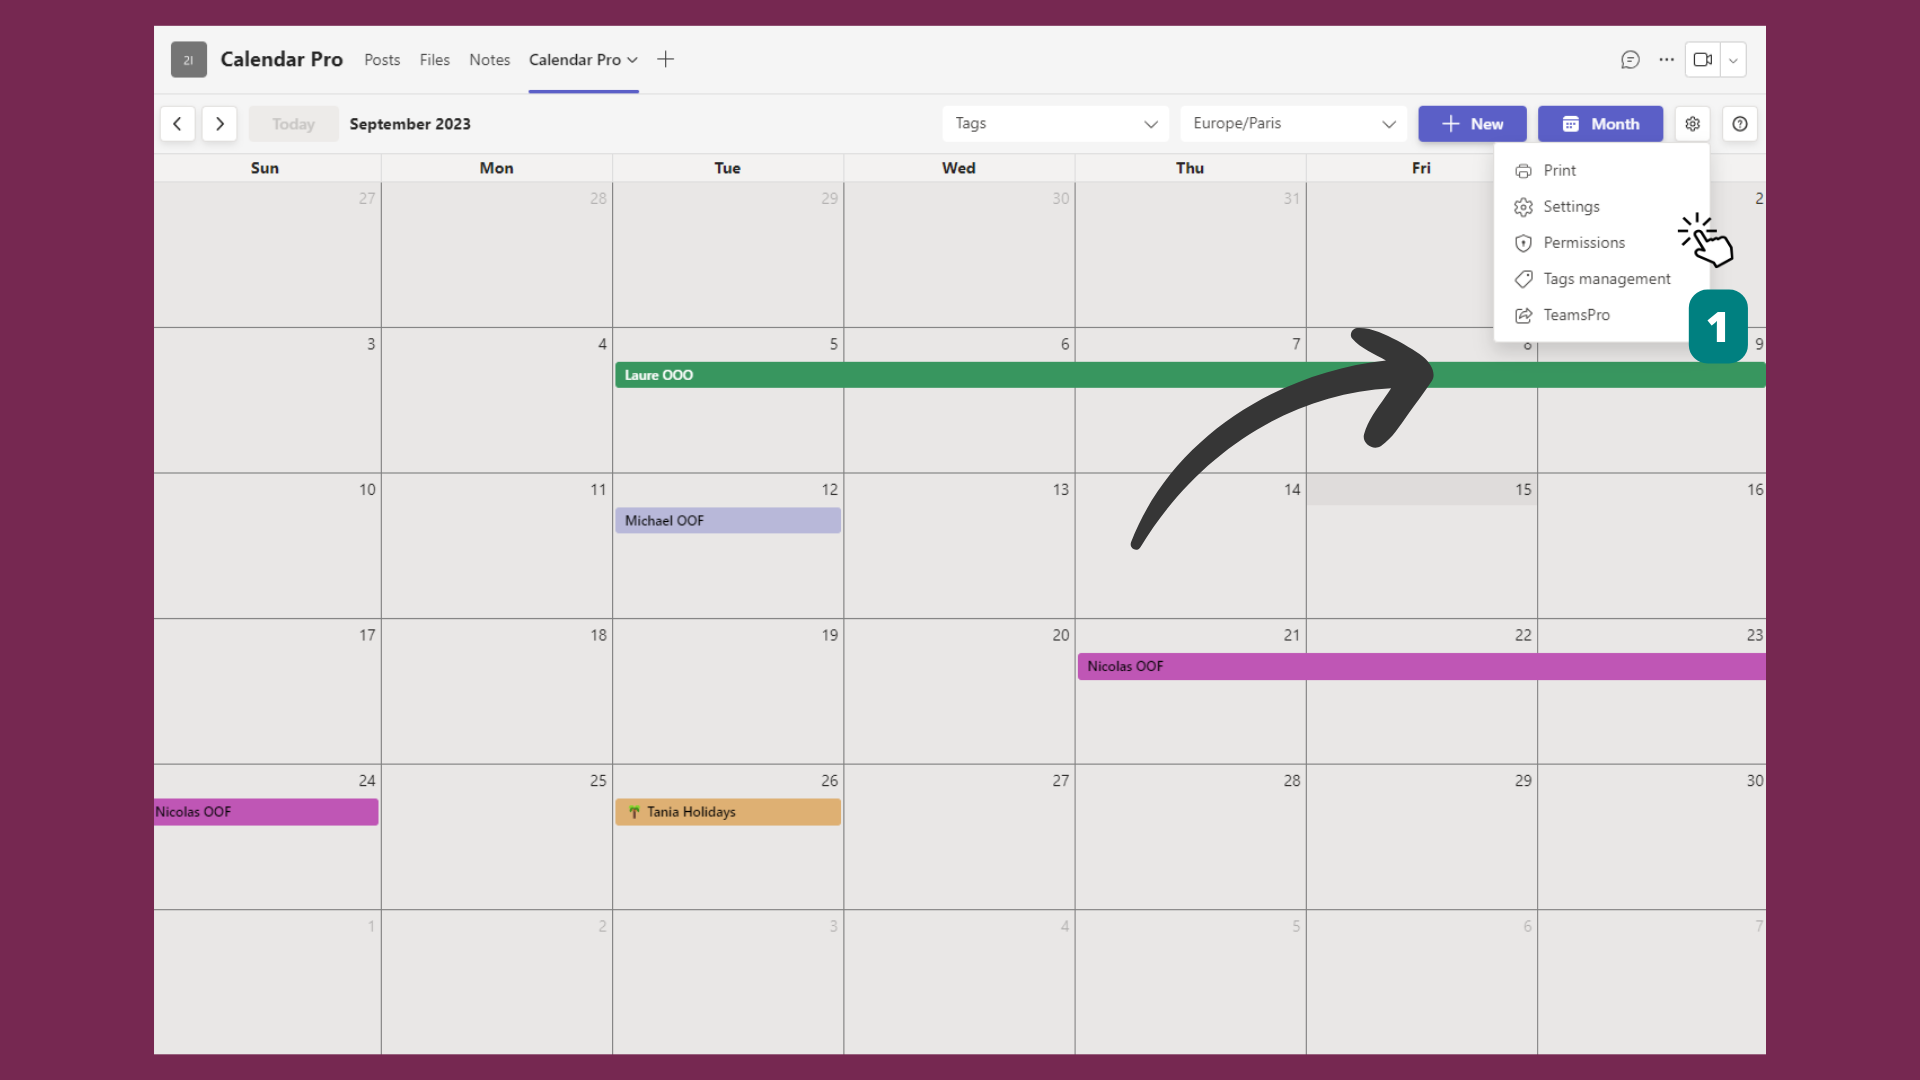 21 Calendar Pro Posts Files Notes Calendar Pro
Today September 2023 Tags Europe/Paris New Month
Sun Mon Tue Wed Thu Fri
Print
Settings
Permissions
Tags management
TeamsPro
1
27 28 29 30 31 2
3 4 5 6 7 8 9
Laure OOO
10 11 12 13 14 15 16
Michael OOF
17 18 19 20 21 22 23
Nicolas OOF
24 25 26 27 28 29 30
Nicolas OOF Tania Holidays
1 2 3 4 5 6 7